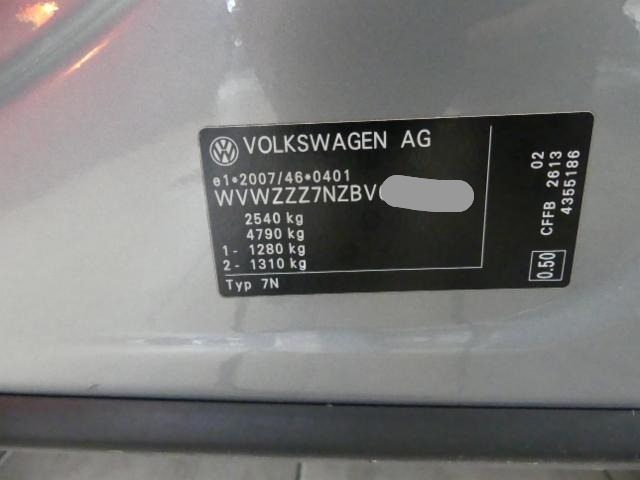 VOLKSWAGEN AG
e1*2007/46*0401
WVWZZZ7NZBV
2540 kg
4790 kg
1- 1280 kg
2- 1310 kg
Typ 7N
02
CFFB 2613
4355186
0.50